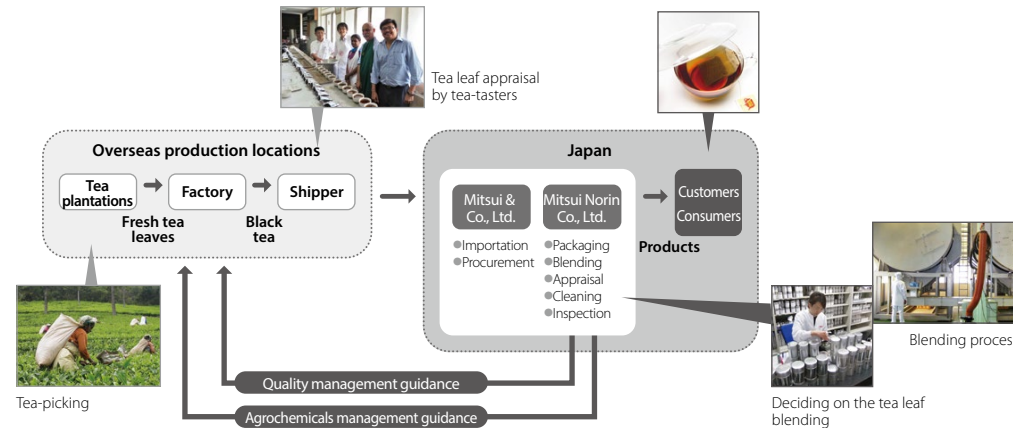 Tea leaf appraisal
by tea-tasters
Overseas production locations
Tea
plantations
Factory
Shipper
Fresh tea
leaves
Black
tea
Japan
Mitsui &
Co., Ltd.
●Importation
●Procurement
Mitsui Norin
Co., Ltd.
●Packaging
●Blending
●Appraisal
●Cleaning
●Inspection
Products
Customers
Consumers
Tea-picking
Quality management guidance
Agrochemicals management guidance
Deciding on the tea leaf
blending
Blending proces